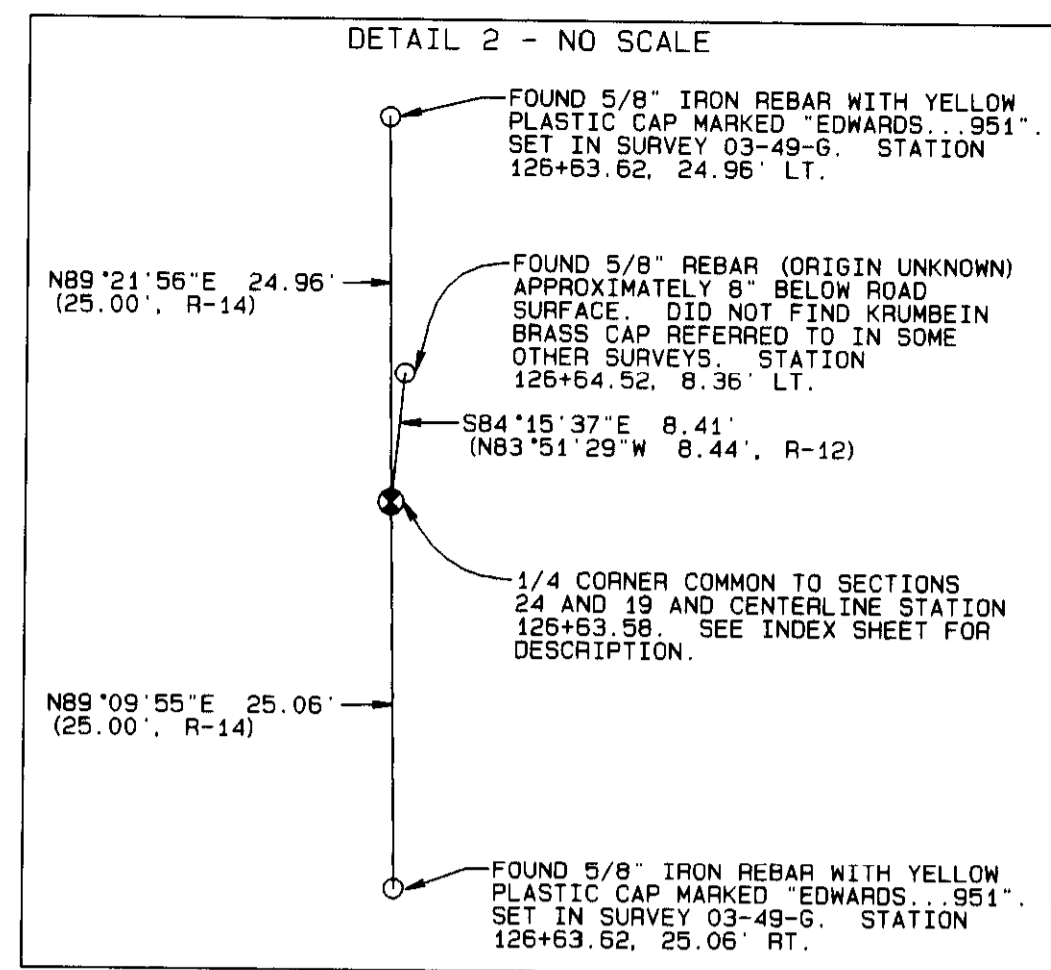 DETAIL 2 - NO SCALE
FOUND 5/8" IRON REBAR WITH YELLOW
PLASTIC CAP MARKED "EDWARDS...951".
SET IN SURVEY 03-49-G. STATION
126+63.62, 24.96' LT.
N89°21'56"E 24.96'
(25.00', R-14)
FOUND 5/8" REBAR (ORIGIN UNKNOWN)
APPROXIMATELY 8" BELOW ROAD
SURFACE. DID NOT FIND KRUMBEIN
BRASS CAP REFERRED TO IN SOME
OTHER SURVEYS. STATION
126+64.52, 8.36' LT.
S84°15'37"E 8.41'
(N83°51'29"W 8.44', R-12)
1/4 CORNER COMMON TO SECTIONS
24 AND 19 AND CENTERLINE STATION
126+63.58. SEE INDEX SHEET FOR
DESCRIPTION.
N89°09'55"E 25.06'
(25.00', R-14)
FOUND 5/8" IRON REBAR WITH YELLOW
PLASTIC CAP MARKED "EDWARDS...951".
SET IN SURVEY 03-49-G. STATION
126+63.62, 25.06' RT.